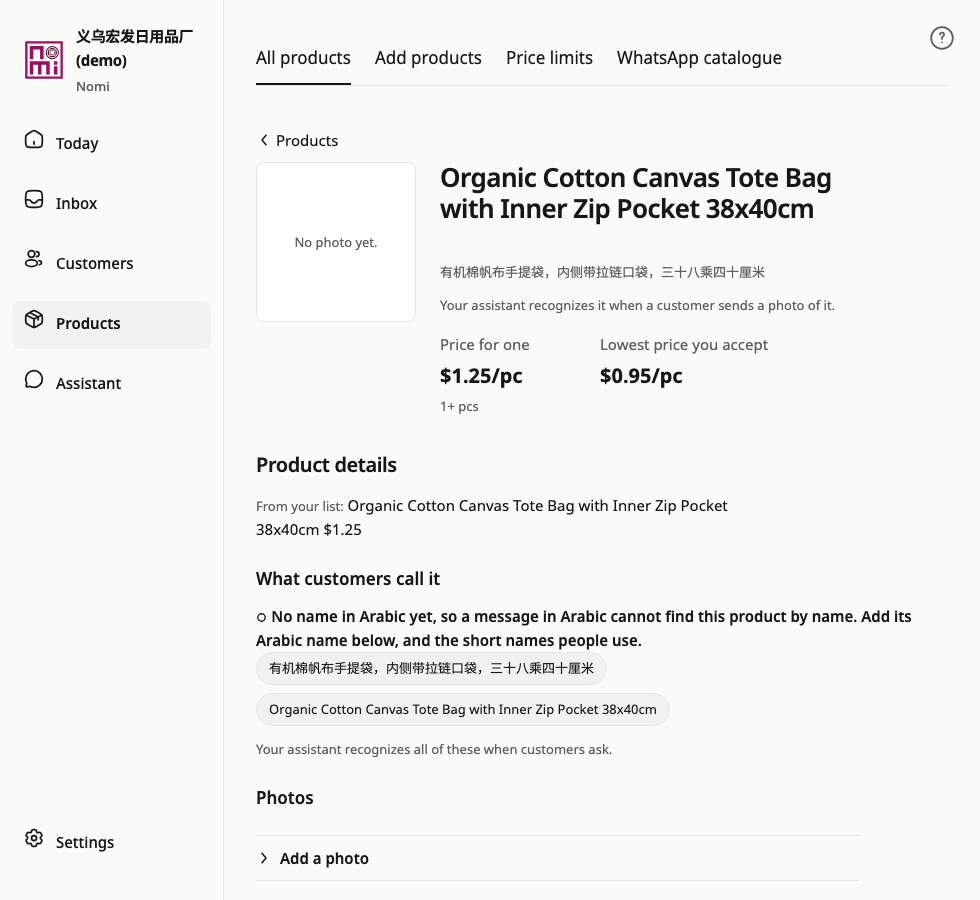 义乌宏发日用品厂
(demo)
Nomi
Today
Inbox
Customers
Products
Assistant
Settings
All products
Add products
Price limits
WhatsApp catalogue
?
Products
No photo yet.
Organic Cotton Canvas Tote Bag
with Inner Zip Pocket 38x40cm
有机棉帆布手提袋，内侧带拉链口袋，三十八乘四十厘米
Your assistant recognizes it when a customer sends a photo of it.
Price for one
$1.25/pc
1+ pcs
Lowest price you accept
$0.95/pc
Product details
From your list: Organic Cotton Canvas Tote Bag with Inner Zip Pocket
38x40cm $1.25
What customers call it
No name in Arabic yet, so a message in Arabic cannot find this product by name. Add its
Arabic name below, and the short names people use.
有机棉帆布手提袋，内侧带拉链口袋，三十八乘四十厘米
Organic Cotton Canvas Tote Bag with Inner Zip Pocket 38x40cm
Your assistant recognizes all of these when customers ask.
Photos
Add a photo